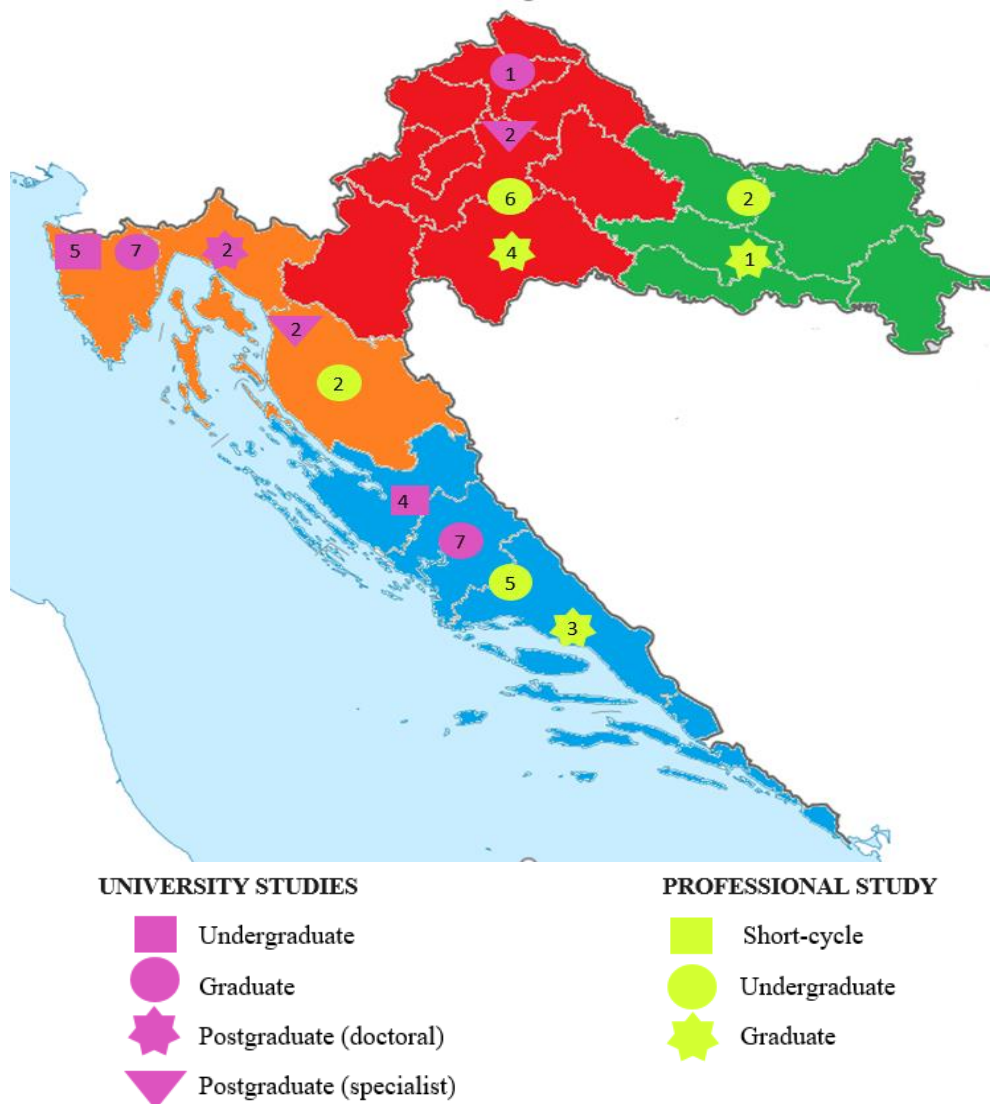 1
2
6
2
5
7
2
4
1
2
2
4
7
5
3
UNIVERSITY STUDIES
Undergraduate
Graduate
Postgraduate (doctoral)
Postgraduate (specialist)
PROFESSIONAL STUDY
Short-cycle
Undergraduate
Graduate